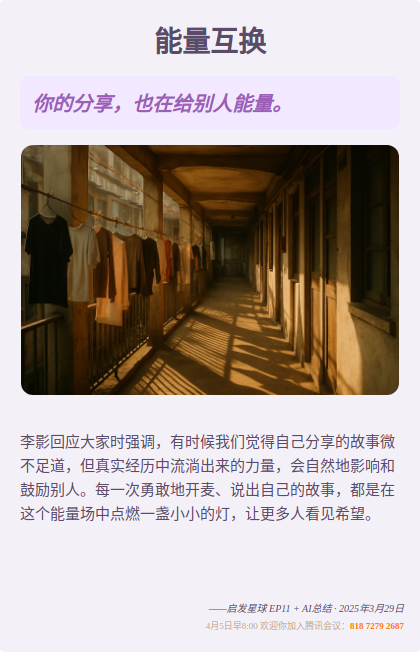 能量互换
你的分享，也在给别人能量。
李影回应大家时强调，有时候我们觉得自己分享的故事微
不足道，但真实经历中流淌出来的力量，会自然地影响和
鼓励别人。每一次勇敢地开麦、说出自己的故事，都是在
这个能量场中点燃一盏小小的灯，让更多人看见希望。
——启发星球 EP11 + AI总结 · 2025年3月29日
4月5日早8:00 欢迎你加入腾讯会议：818 7279 2687